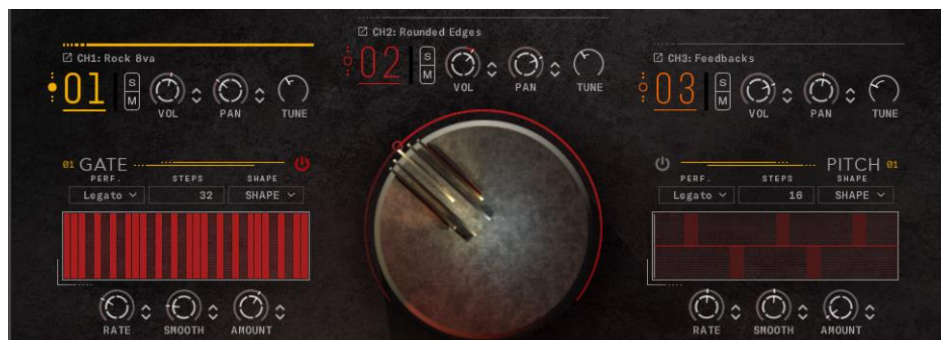 CH1: Rock 8va
01
S
M
VOL
PAN
TUNE
CH2: Rounded Edges
02
S
M
VOL
PAN
TUNE
CH3: Feedbacks
03
S
M
VOL
PAN
TUNE
01 GATE
PERF. STEPS SHAPE
Legato 32 SHAPE
RATE SMOOTH AMOUNT
PITCH 01
PERF. STEPS SHAPE
Legato 16 SHAPE
RATE SMOOTH AMOUNT